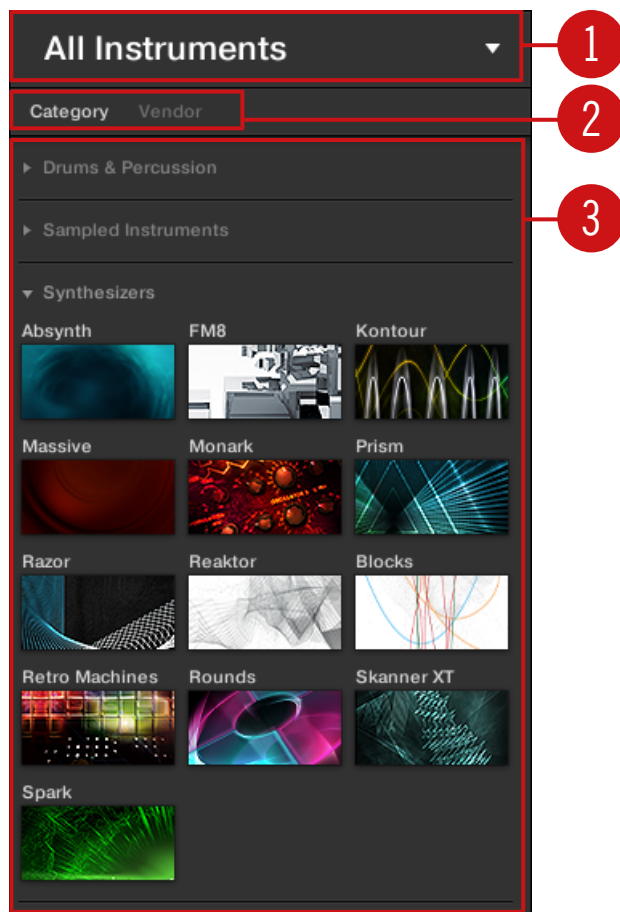 All Instruments
1
Category Vendor
2
Drums & Percussion
3
Sampled Instruments
Synthesizers
Absynth FM8 Kontour
Massive Monark Prism
Razor Reaktor Blocks
Retro Machines Rounds Skanner XT
Spark